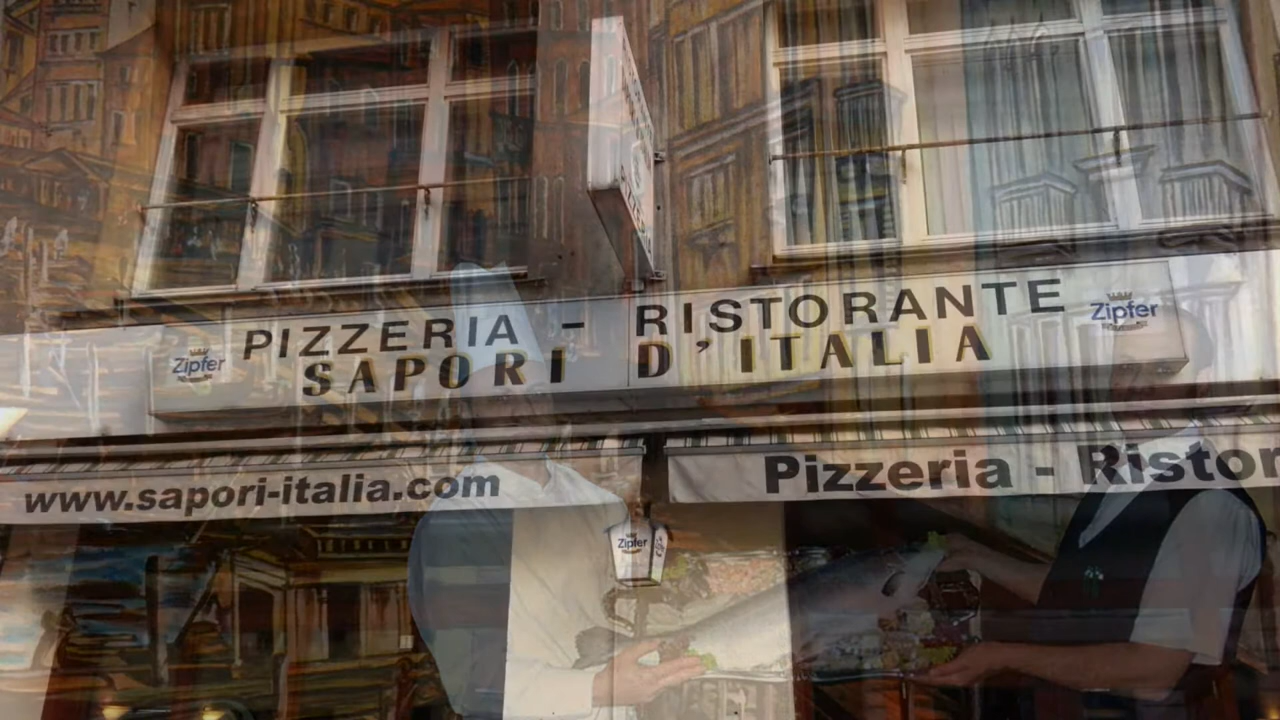 PIZZERIA - RISTORANTE
Zipfer
Zipfer
SAPORI D'ITALIA
www.sapori-italia.com
Pizzeria - Ristor
Zipfer